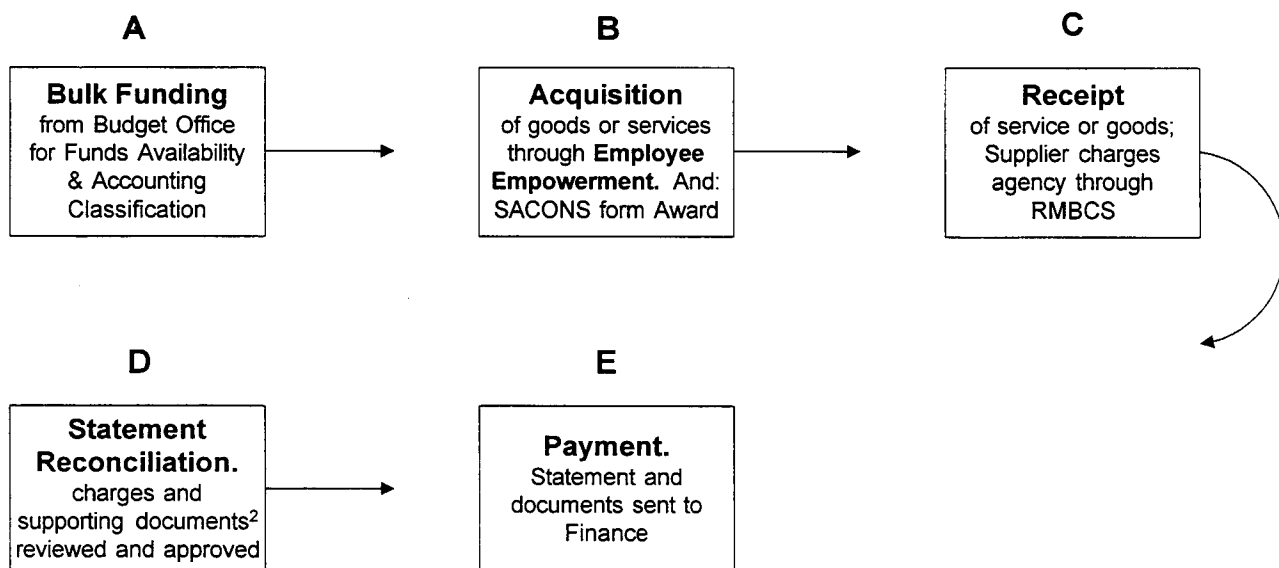 A
Bulk Funding
from Budget Office
for Funds Availability
& Accounting
Classification
B
Acquisition
of goods or services
through Employee
Empowerment. And:
SACONS form Award
C
Receipt
of service or goods;
Supplier charges
agency through
RMBCS
D
Statement
Reconciliation.
charges and
supporting documents²
reviewed and approved
E
Payment.
Statement and
documents sent to
Finance